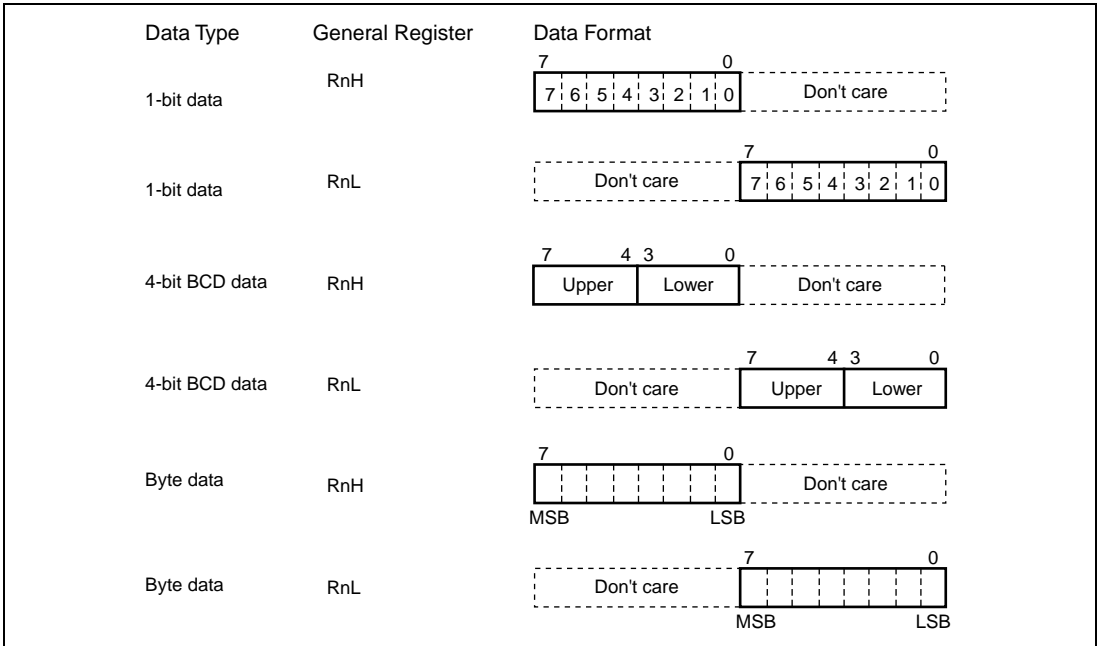 Data Type General Register Data Format
7 0
1-bit data RnH 7 6 5 4 3 2 1 0 Don't care
7 0
1-bit data RnL Don't care 7 6 5 4 3 2 1 0
7 4 3 0
4-bit BCD data RnH Upper Lower Don't care
7 4 3 0
4-bit BCD data RnL Don't care Upper Lower
7 0
Byte data RnH Don't care
MSB LSB
7 0
Byte data RnL Don't care
MSB LSB